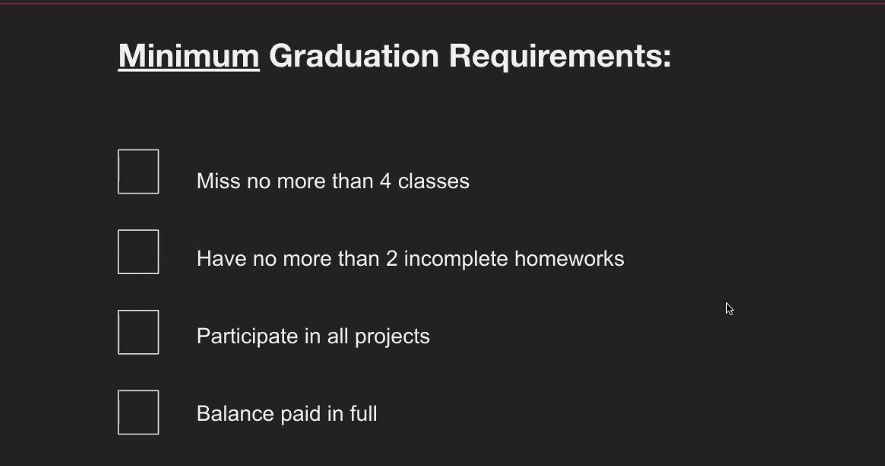 Minimum Graduation Requirements:
Miss no more than 4 classes
Have no more than 2 incomplete homeworks
Participate in all projects
Balance paid in full